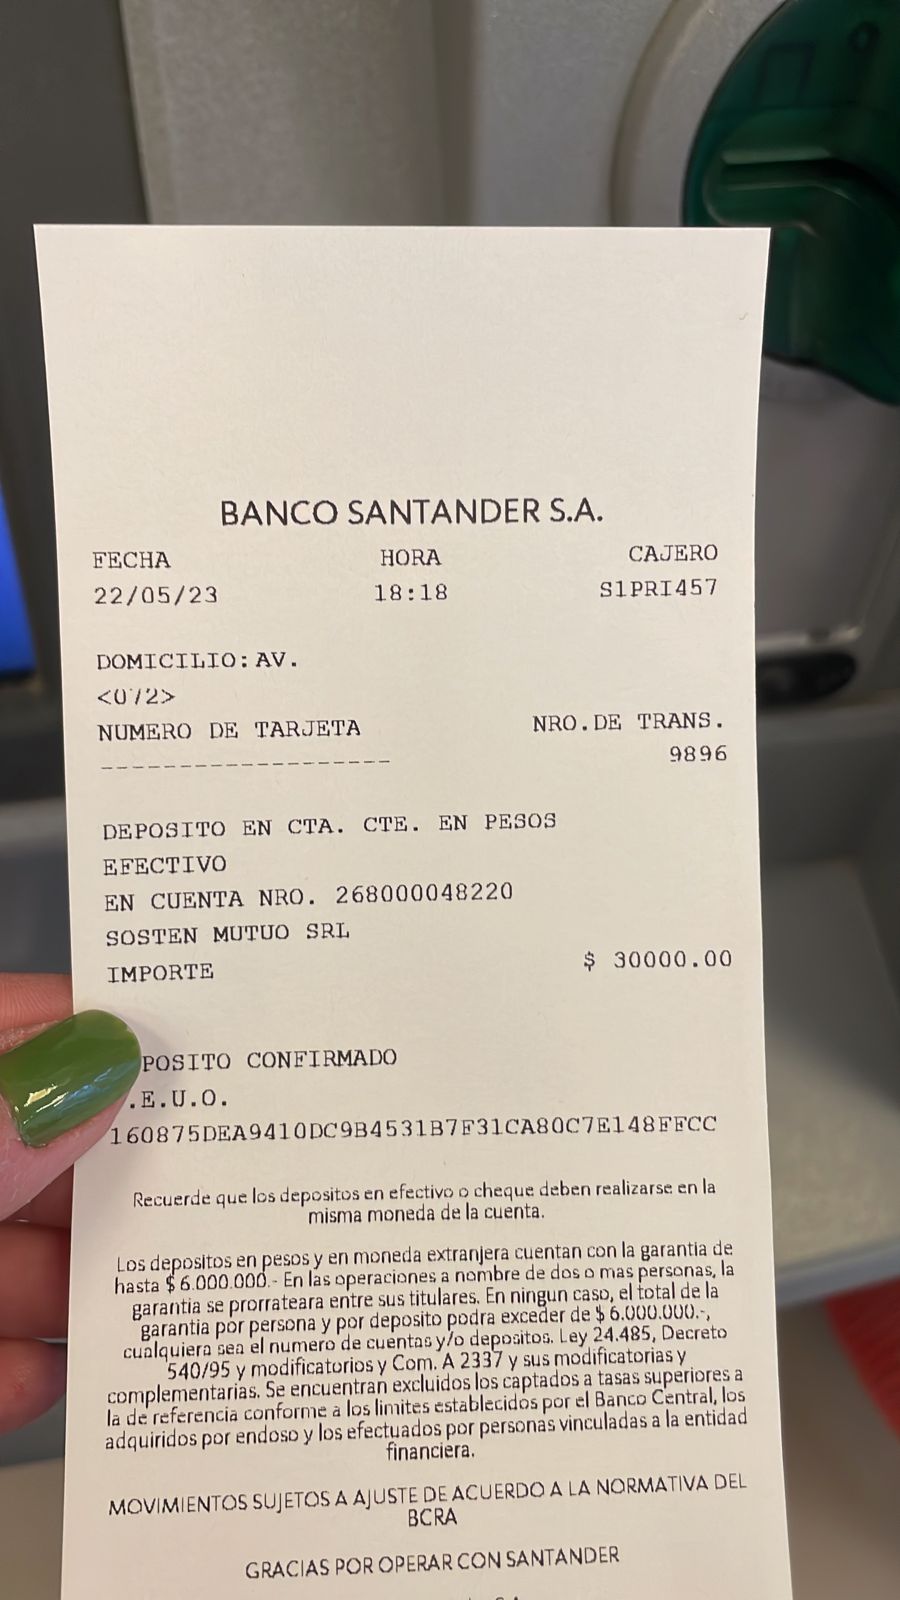 BANCO SANTANDER S.A.
FECHA HORA CAJERO
22/05/23 18:18 S1PRI457
DOMICILIO: AV.
<072>
NUMERO DE TARJETA NRO.DE TRANS.
------------------- 9896
DEPOSITO EN CTA. CTE. EN PESOS
EFECTIVO
EN CUENTA NRO. 268000048220
SOSTEN MUTUO SRL
IMPORTE $ 30000.00
POSITO CONFIRMADO
.E.U.O.
160875DEA9410DC9B4531B7F31CA80C7E148FFCC
Recuerde que los depositos en efectivo o cheque deben realizarse en la
misma moneda de la cuenta.
Los depositos en pesos y en moneda extranjera cuentan con la garantia de
hasta $ 6.000.000.- En las operaciones a nombre de dos o mas personas, la
garantia se prorrateara entre sus titulares. En ningun caso, el total de la
garantia por persona y por deposito podra exceder de $ 6.000.000.-,
cualquiera sea el numero de cuentas y/o depositos. Ley 24.485, Decreto
540/95 y modificatorios y Com. A 2337 y sus modificatorias y
complementarias. Se encuentran excluidos los captados a tasas superiores a
la de referencia conforme a los limites establecidos por el Banco Central, los
adquiridos por endoso y los efectuados por personas vinculadas a la entidad
financiera.
MOVIMIENTOS SUJETOS A AJUSTE DE ACUERDO A LA NORMATIVA DEL
BCRA
GRACIAS POR OPERAR CON SANTANDER